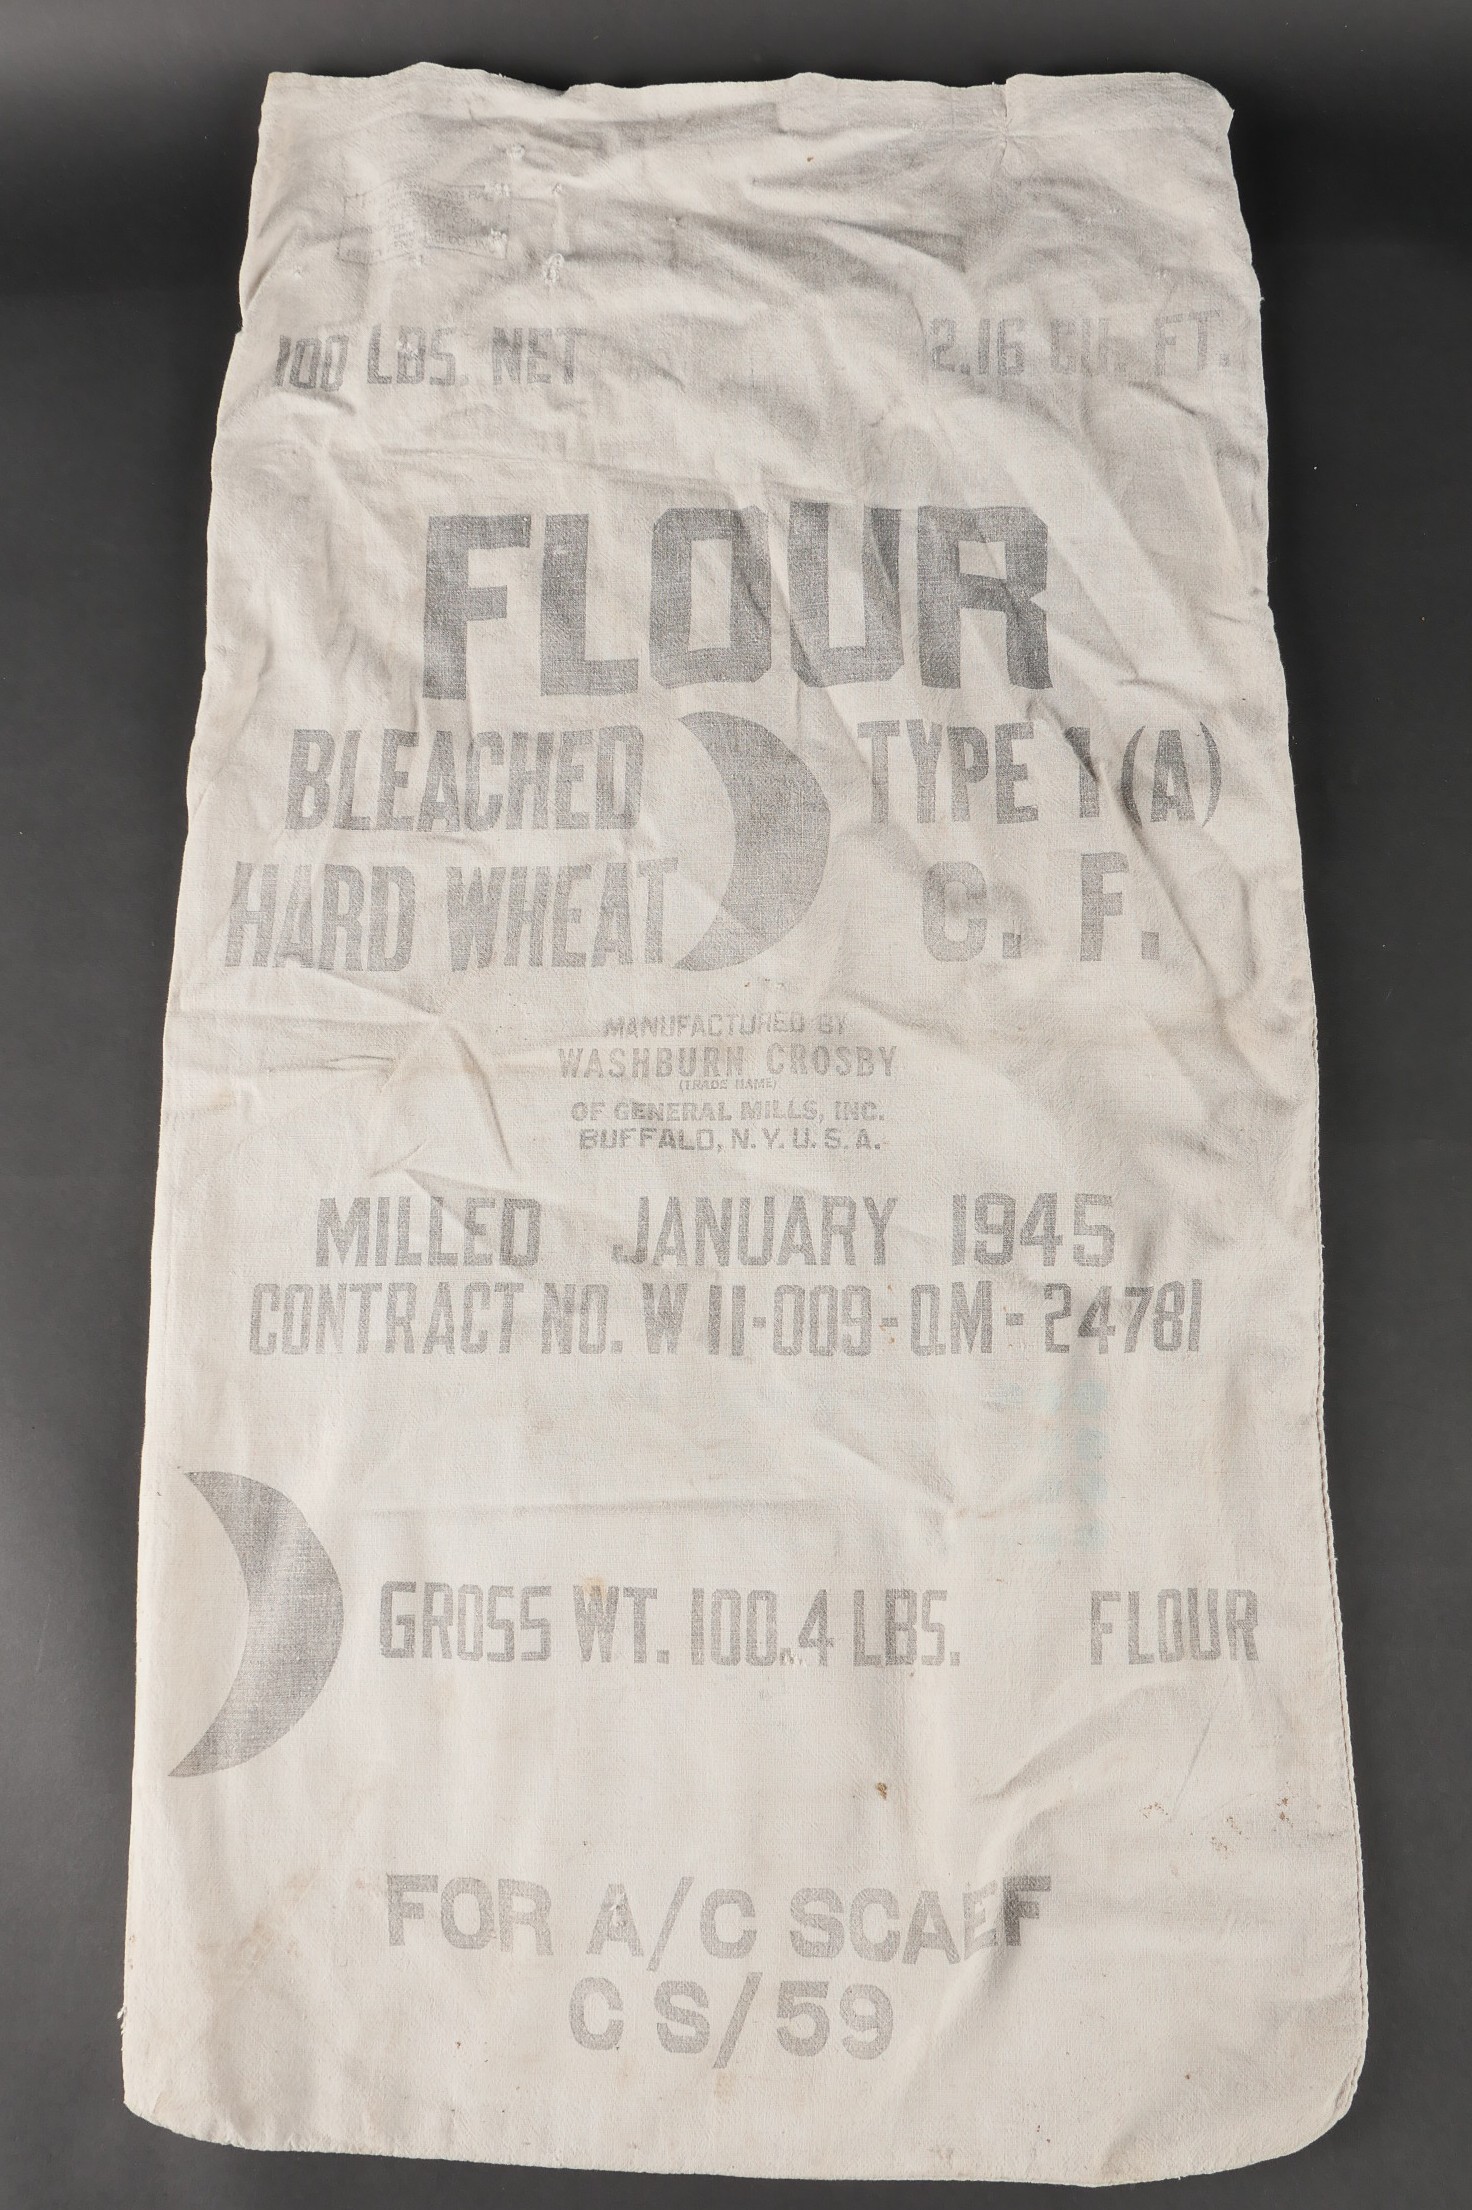 100 LBS. NET 2.16 CU. FT.
FLOUR
BLEACHED TYPE 1 (A)
HARD WHEAT C. F.
MANUFACTURED BY
WASHBURN CROSBY
(TRADE NAME)
OF GENERAL MILLS, INC.
BUFFALO, N.Y. U.S.A.
MILLED JANUARY 1945
CONTRACT NO. W 11-009-QM-24781
GROSS WT. 100.4 LBS. FLOUR
FOR A/C SCAEF
C S/59